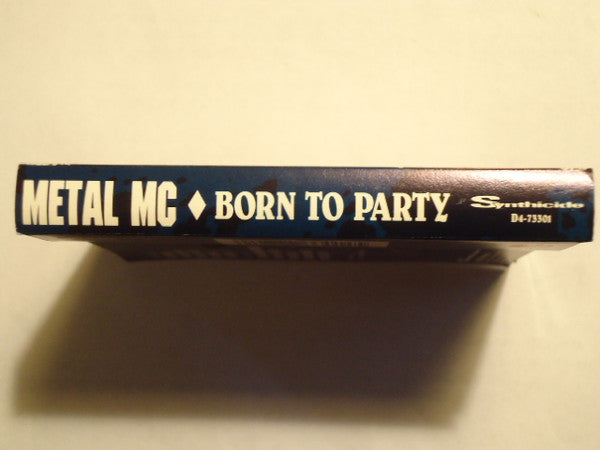 METAL MC ♦ BORN TO PARTY
Synthicide
D4-73301